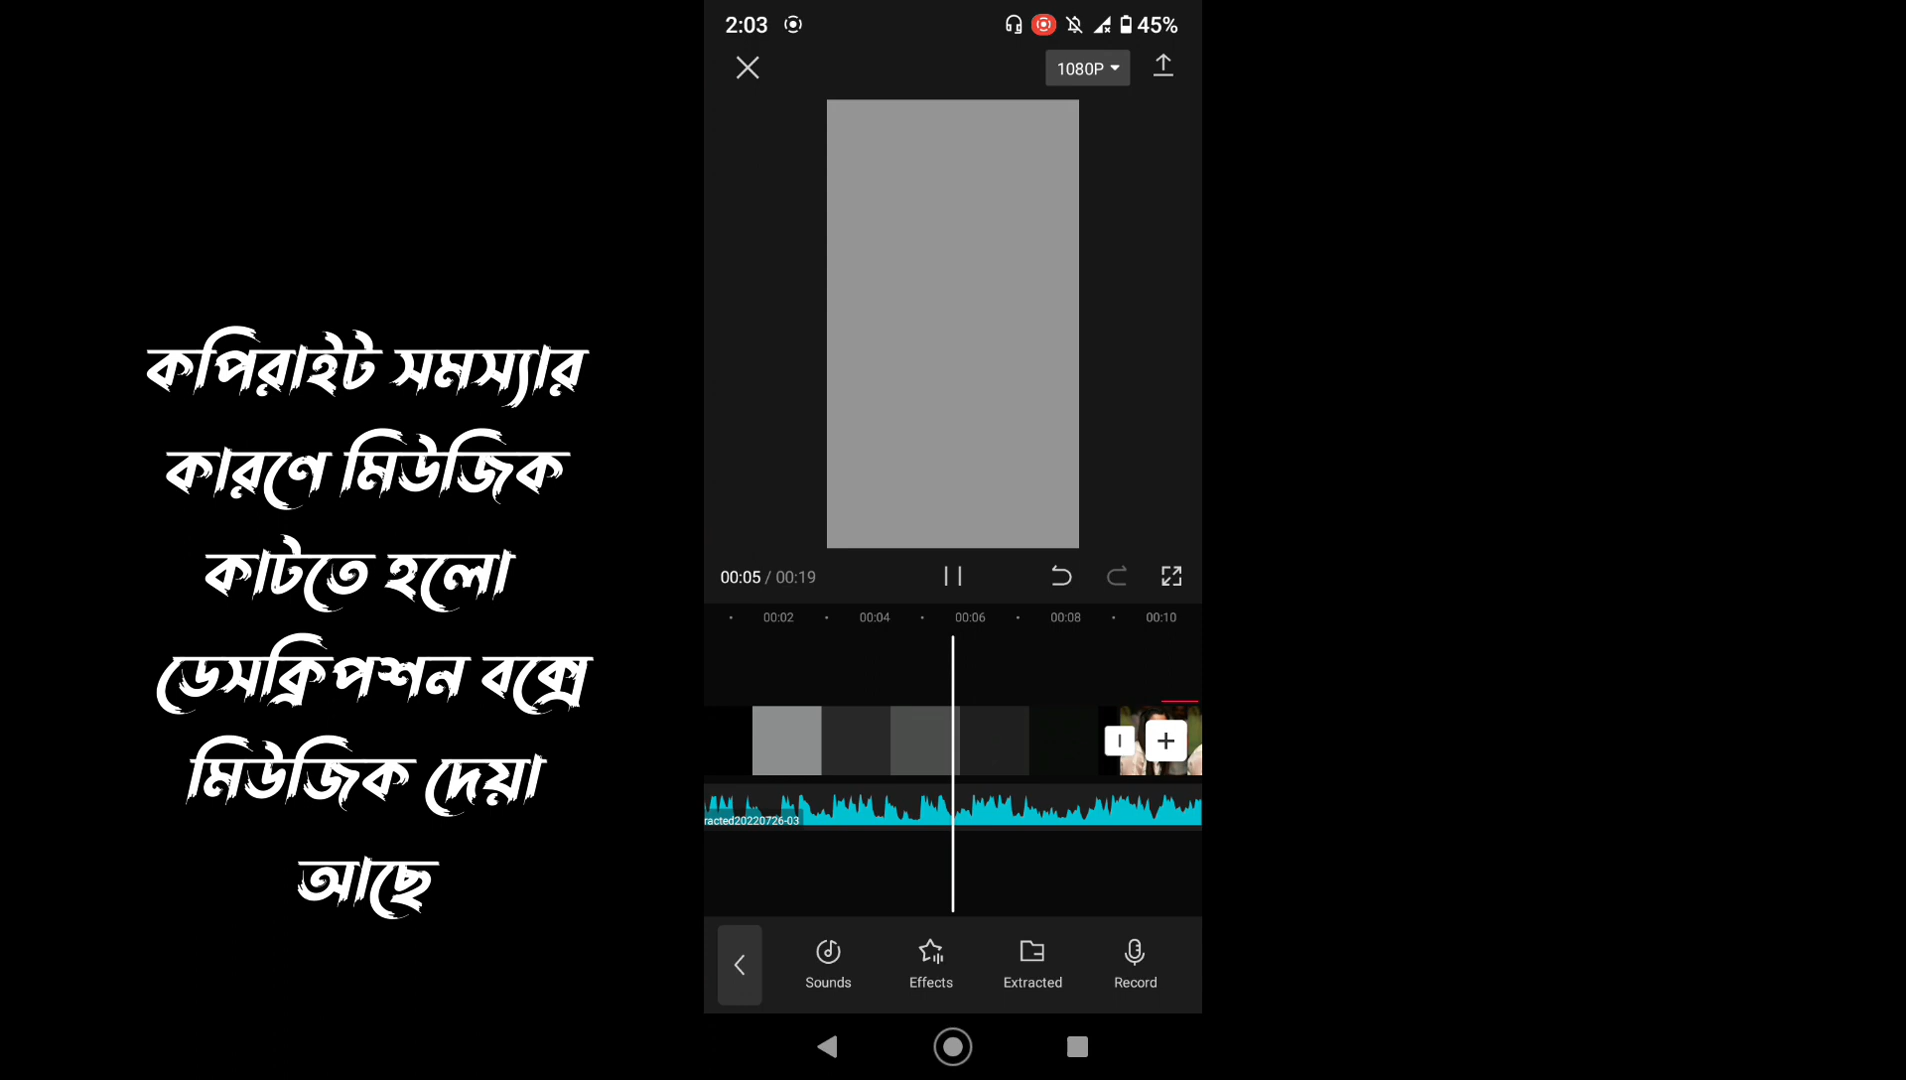 2:03
45%
1080P
কপিরাইট সমস্যার
কারণে মিউজিক
কাটতে হলো
ডেসক্রিপশন বক্সে
মিউজিক দেয়া
আছে
00:05 / 00:19
00:02 00:04 00:06 00:08 00:10
racted20220726-03
Sounds Effects Extracted Record